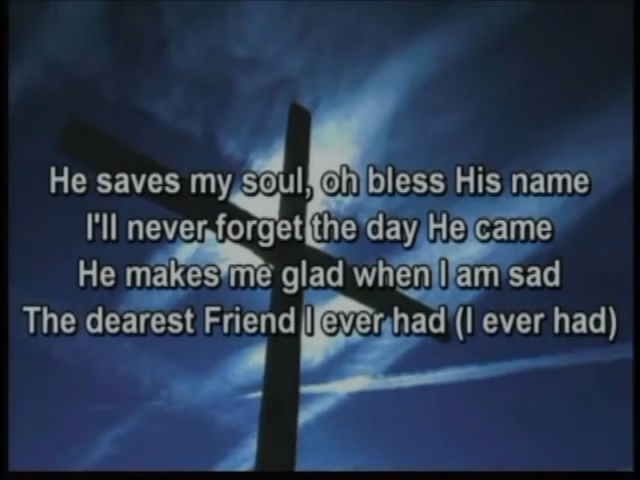 He saves my soul, oh bless His name
I'll never forget the day He came
He makes me glad when I am sad
The dearest Friend I ever had (I ever had)